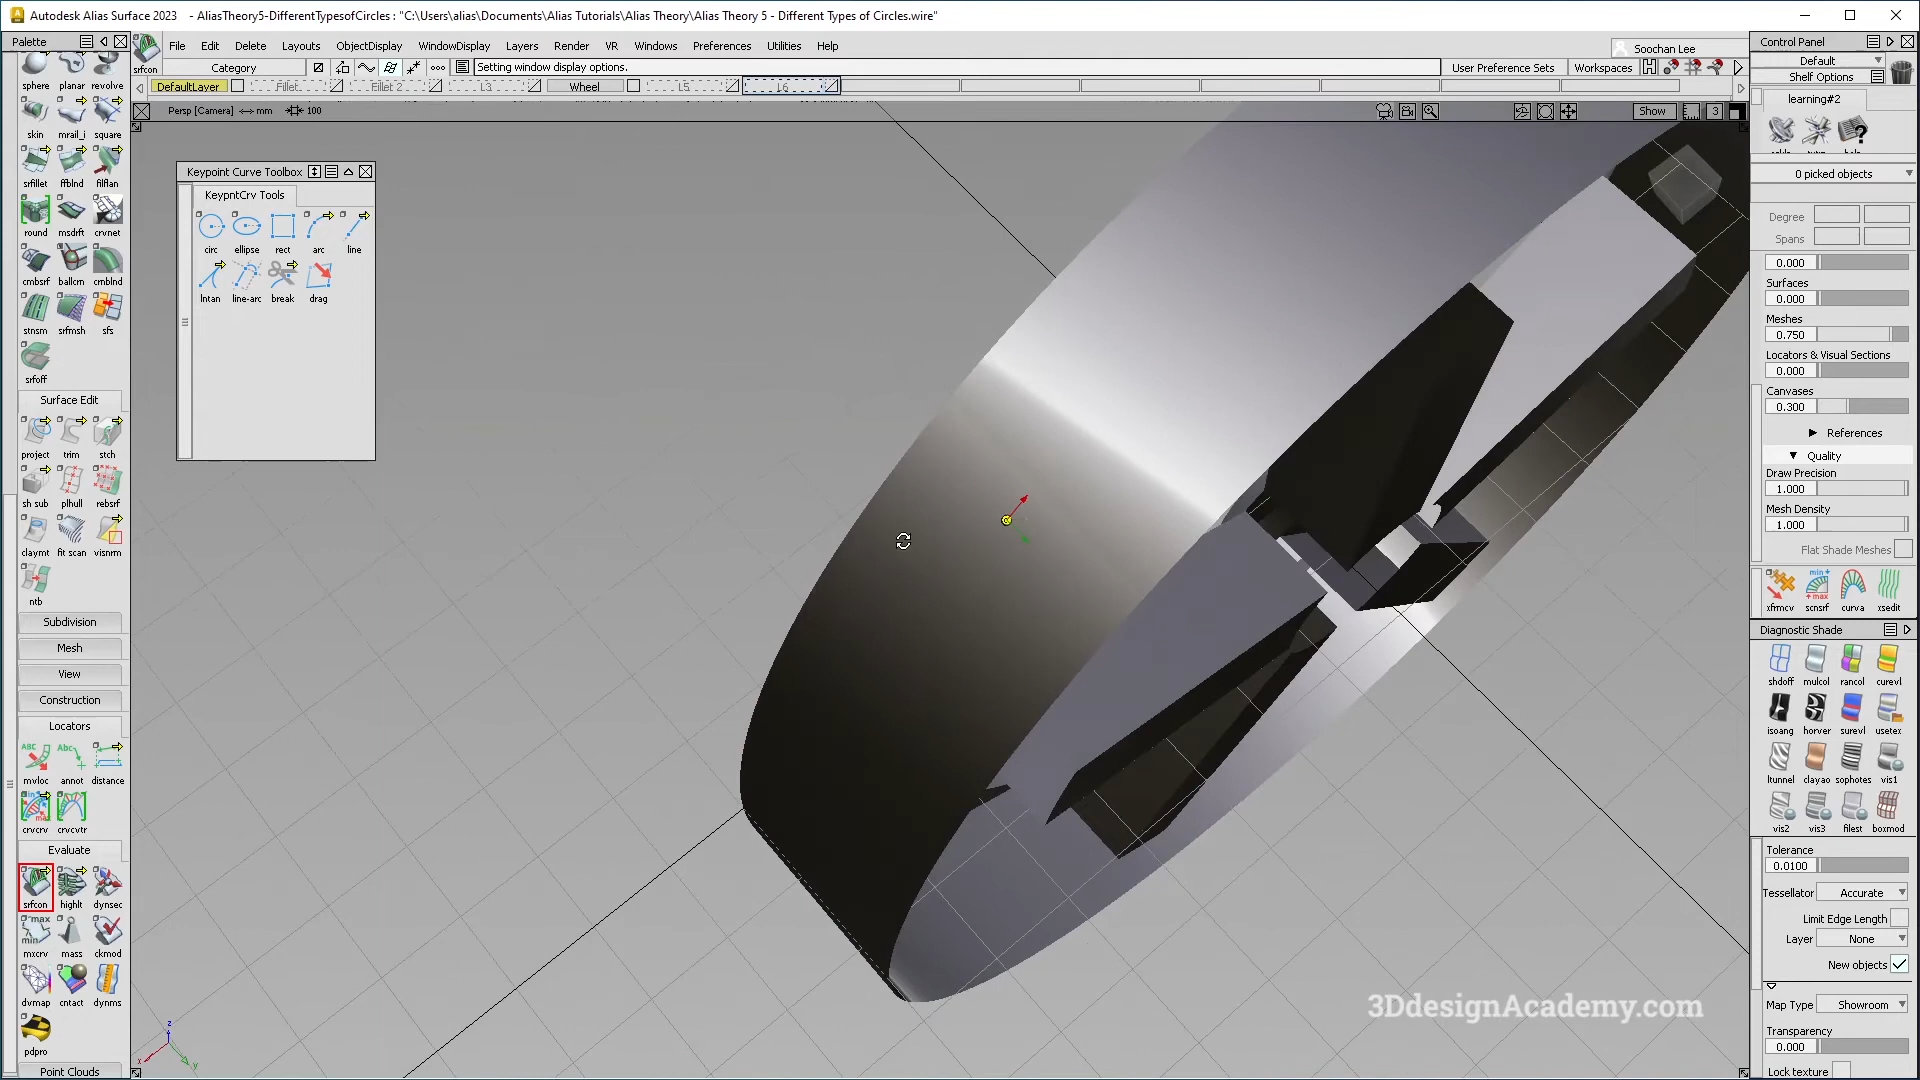 Autodesk Alias Surface 2023 - AliasTheory5-DifferentTypesofCircles : "C:\Users\alias\Documents\Alias Tutorials\Alias Theory\Alias Theory 5 - Different Types of Circles.wire"
Palette
File Edit Delete Layouts ObjectDisplay WindowDisplay Layers Render VR Windows Preferences Utilities Help
Soochan Lee
srfcon
Category
Setting window display options.
User Preference Sets
Workspaces
DefaultLayer
Fillet
Fillet 2
L3
Wheel
L5
L6
Persp [Camera] <-> mm
100
Show
3
Keypoint Curve Toolbox
KeypntCrv Tools
circ ellipse rect arc line
lntan line-arc break drag
sphere planar revolve
skin mrail_i square
srfillet ffblnd filflan
round msdrft crvnet
cmbsrf ballcrn cmblnd
stnsm srfmsh sfs
srfoff
Surface Edit
project trim stch
sh sub plhull rebsrf
claymt fit scan visnrm
ntb
Subdivision
Mesh
View
Construction
Locators
ABC Abc
mvloc annot distance
crvcrv crvcvtr
Evaluate
srfcon highlt dynsec
mxcrv mass ckmod
dvmap cntact dynms
pdpro
Point Clouds
z
x
y
Control Panel
Default
Shelf Options
learning#2
0 picked objects
Degree
Spans
0.000
Surfaces
0.000
Meshes
0.750
Locators & Visual Sections
0.000
Canvases
0.300
References
Quality
Draw Precision
1.000
Mesh Density
1.000
Flat Shade Meshes
xfrmcv scnsrf curva xsedit
Diagnostic Shade
shdoff mulcol rancol curevl
isoang horver surevl usetex
ltunnel clayao sophotes vis1
vis2 vis3 filest boxmod
Tolerance
0.0100
Tessellator Accurate
Limit Edge Length
Layer None
New objects
Map Type Showroom
Transparency
0.000
Lock texture
3DdesignAcademy.com